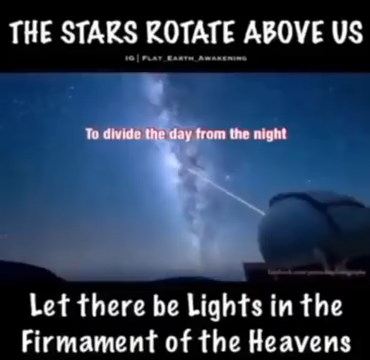 THE STARS ROTATE ABOVE US
IG | FLAT_EARTH_AWAKENING
To divide the day from the night
Let there be Lights in the
Firmament of the Heavens